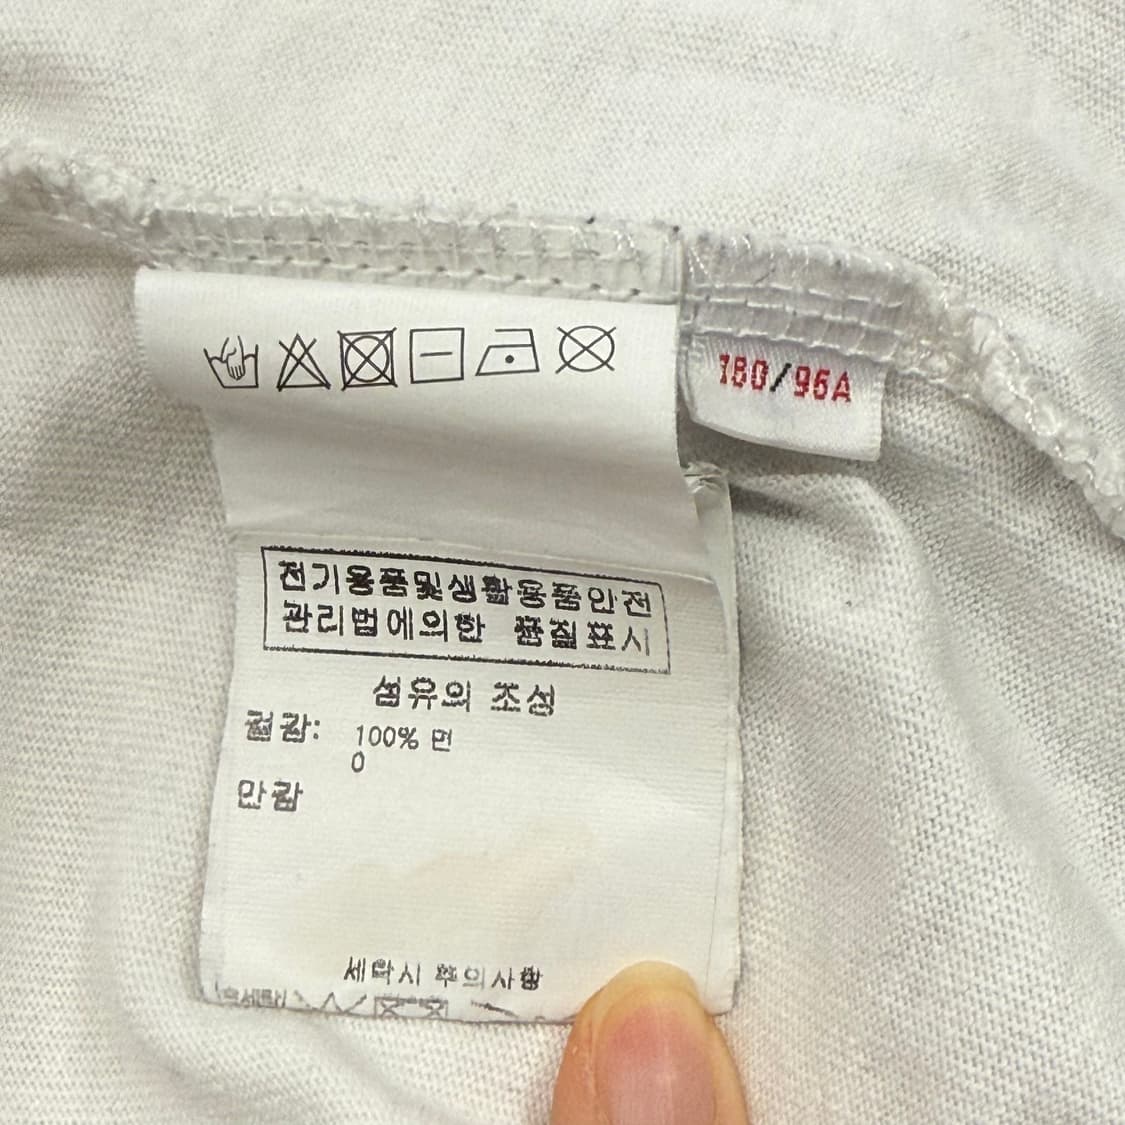 160/96A
전기용품및생활용품안전
관리법에의한 품질표시
섬유의 조성
겉감: 100% 면
0
안감
세탁시 주의사항